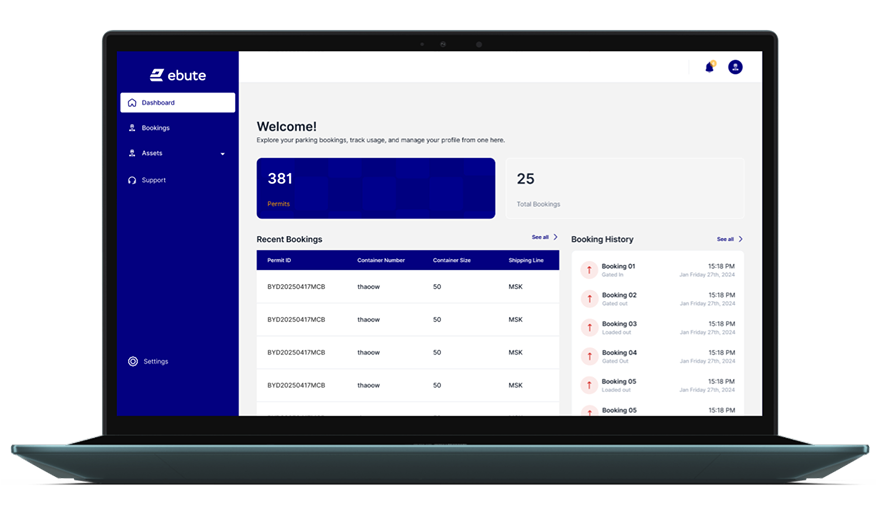 ebute
Dashboard
Bookings
Assets
Support
Settings
Welcome!
Explore your parking bookings, track usage, and manage your profile from one here.
381
Permits
25
Total Bookings
Recent Bookings
See all
Permit ID Container Number Container Size Shipping Line
BYD20250417MCB thaoow 50 MSK
BYD20250417MCB thaoow 50 MSK
BYD20250417MCB thaoow 50 MSK
BYD20250417MCB thaoow 50 MSK
Booking History
See all
Booking 01 15:18 PM
Gated In Jan Friday 27th, 2024
Booking 02 15:18 PM
Gated out Jan Friday 27th, 2024
Booking 03 15:18 PM
Loaded out Jan Friday 27th, 2024
Booking 04 15:18 PM
Gated Out Jan Friday 27th, 2024
Booking 05 15:18 PM
Loaded out Jan Friday 27th, 2024
Booking 05 15:18 PM